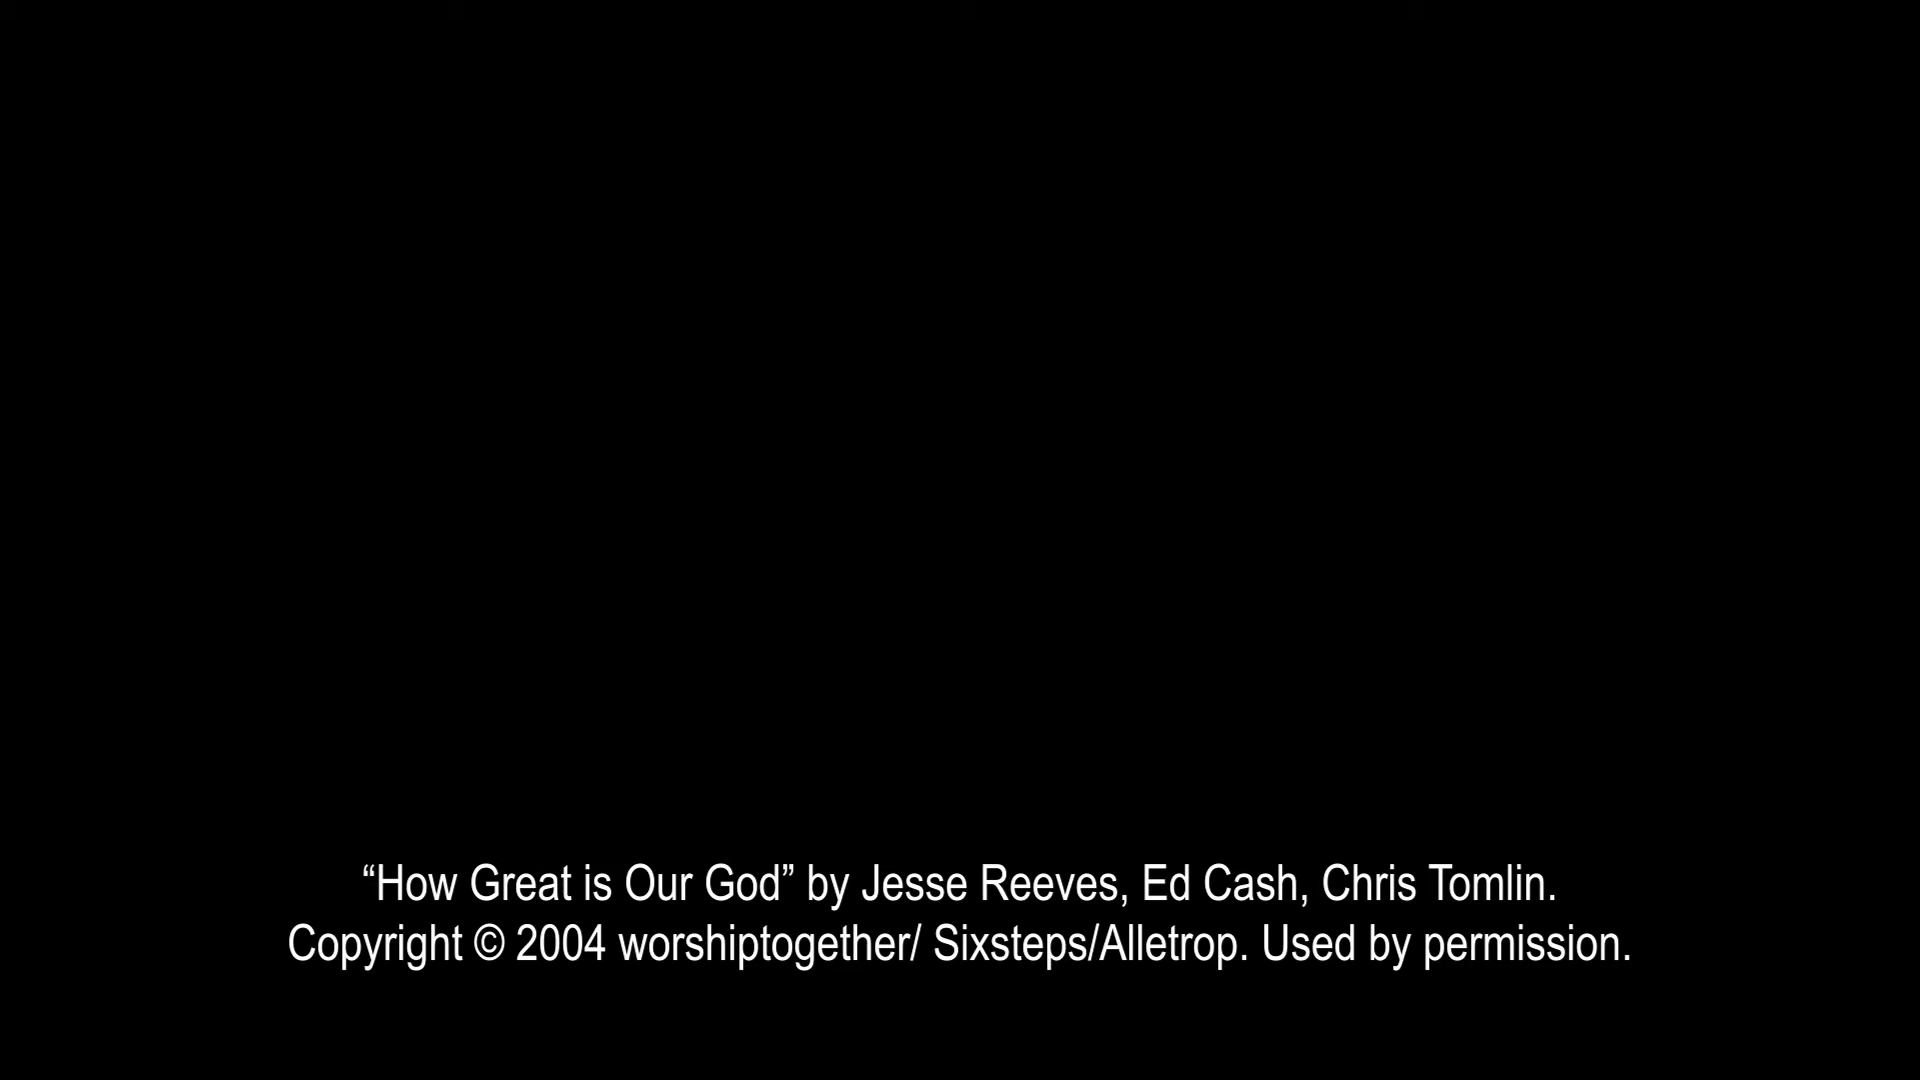 “How Great is Our God” by Jesse Reeves, Ed Cash, Chris Tomlin.
Copyright © 2004 worshiptogether/ Sixsteps/Alletrop. Used by permission.